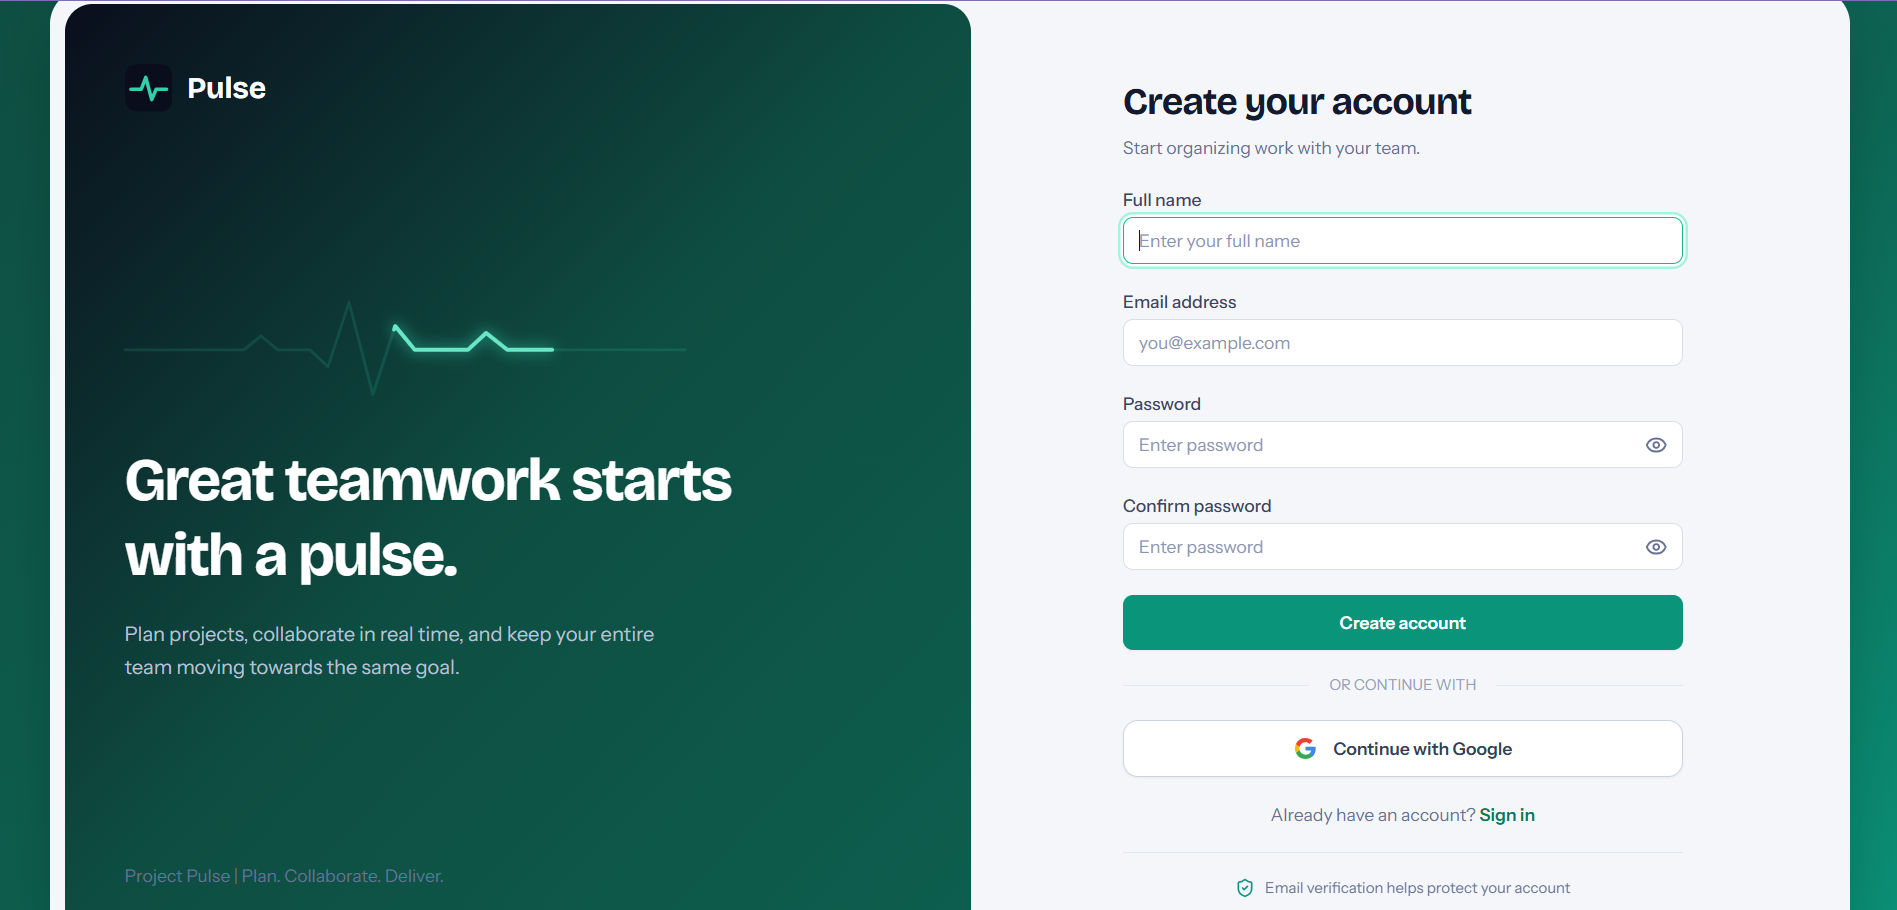 Pulse
Great teamwork starts
with a pulse.
Plan projects, collaborate in real time, and keep your entire
team moving towards the same goal.
Project Pulse | Plan. Collaborate. Deliver.
Create your account
Start organizing work with your team.
Full name
Enter your full name
Email address
you@example.com
Password
Enter password
Confirm password
Enter password
Create account
OR CONTINUE WITH
Continue with Google
Already have an account? Sign in
Email verification helps protect your account